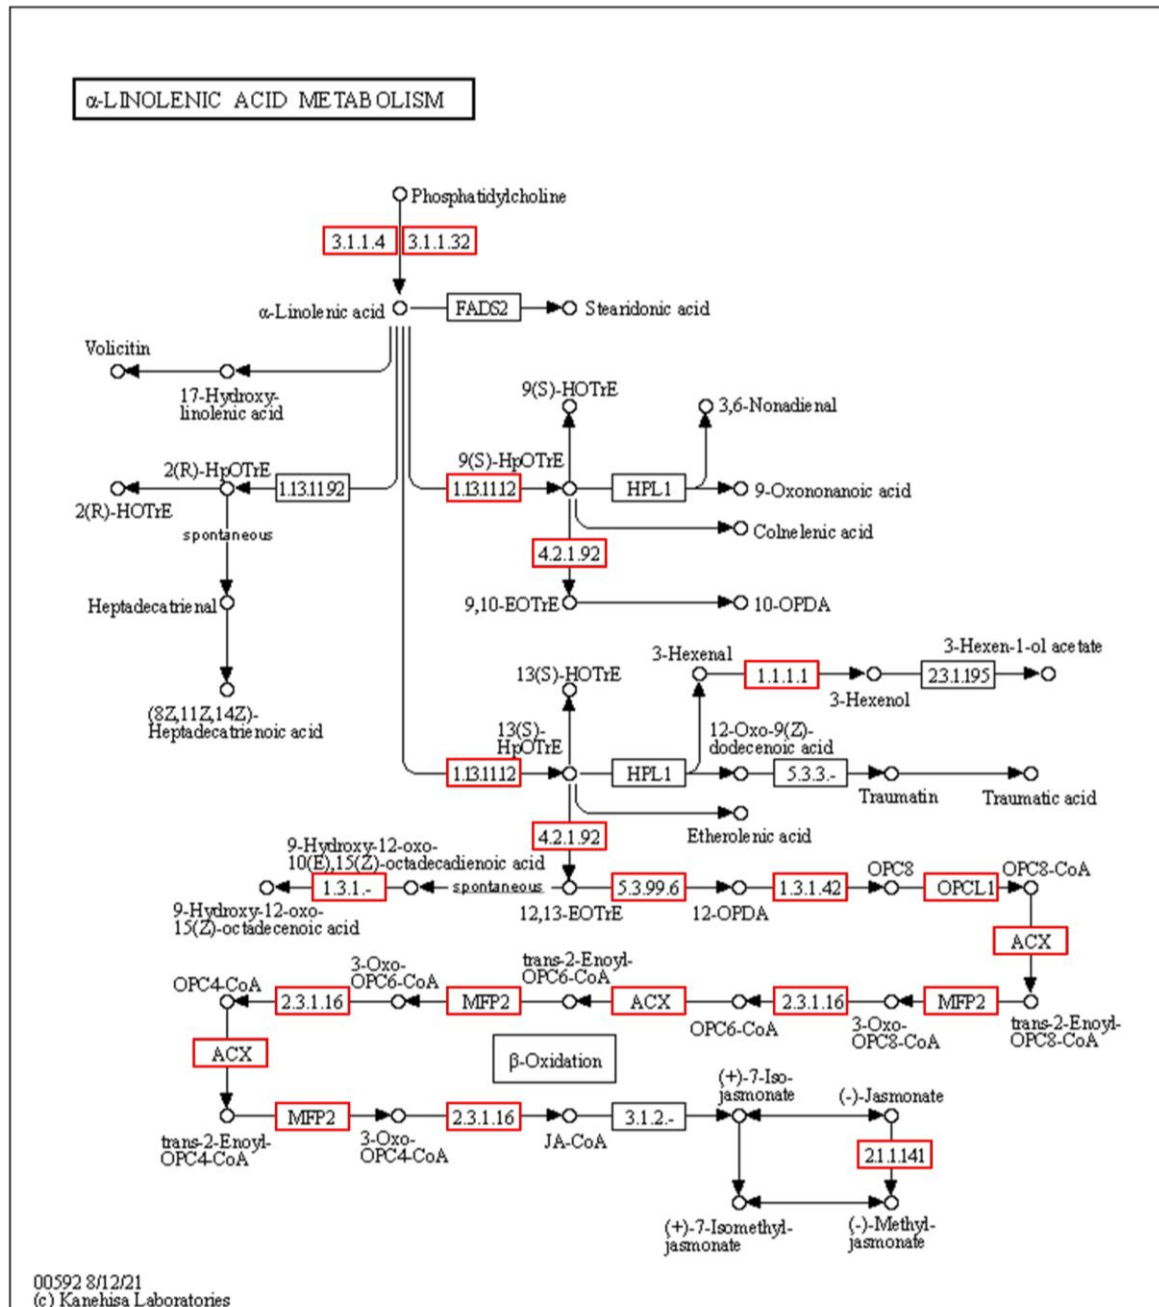 α-LINOLENIC ACID METABOLISM
Phosphatidylcholine
3.1.1.4
3.1.1.32
α-Linolenic acid
FADS2
Stearidonic acid
Volicitin
17-Hydroxy-
linolenic acid
9(S)-HOTrE
3,6-Nonadienal
2(R)-HpOTrE
1.13.11.92
9(S)-HpOTrE
1.13.11.12
HPL1
9-Oxononanoic acid
2(R)-HOTrE
spontaneous
Colnelenic acid
4.2.1.92
Heptadecatrienal
9,10-EOTrE
10-OPDA
3-Hexenal
1.1.1.1
3-Hexenol
2.3.1.195
3-Hexen-1-ol acetate
13(S)-HOTrE
(8Z,11Z,14Z)-
Heptadecatrienoic acid
13(S)-
HpOTrE
12-Oxo-9(Z)-
dodecenoic acid
1.13.11.12
HPL1
5.3.3.-
Traumatin
Traumatic acid
Etherolenic acid
4.2.1.92
9-Hydroxy-12-oxo-
10(E),15(Z)-octadecadienoic acid
1.3.1.-
spontaneous
9-Hydroxy-12-oxo-
15(Z)-octadecenoic acid
12,13-EOTrE
5.3.99.6
12-OPDA
1.3.1.42
OPC8
OPCL1
OPC8-CoA
ACX
trans-2-Enoyl-
OPC8-CoA
MFP2
3-Oxo-
OPC8-CoA
2.3.1.16
OPC6-CoA
ACX
trans-2-Enoyl-
OPC6-CoA
MFP2
3-Oxo-
OPC6-CoA
2.3.1.16
OPC4-CoA
ACX
β-Oxidation
trans-2-Enoyl-
OPC4-CoA
MFP2
3-Oxo-
OPC4-CoA
2.3.1.16
JA-CoA
3.1.2.-
(+)-7-Iso-
jasmonate
(-)-Jasmonate
2.1.1.141
(+)-7-Isomethyl-
jasmonate
(-)-Methyl-
jasmonate
00592 8/12/21
(c) Kanehisa Laboratories